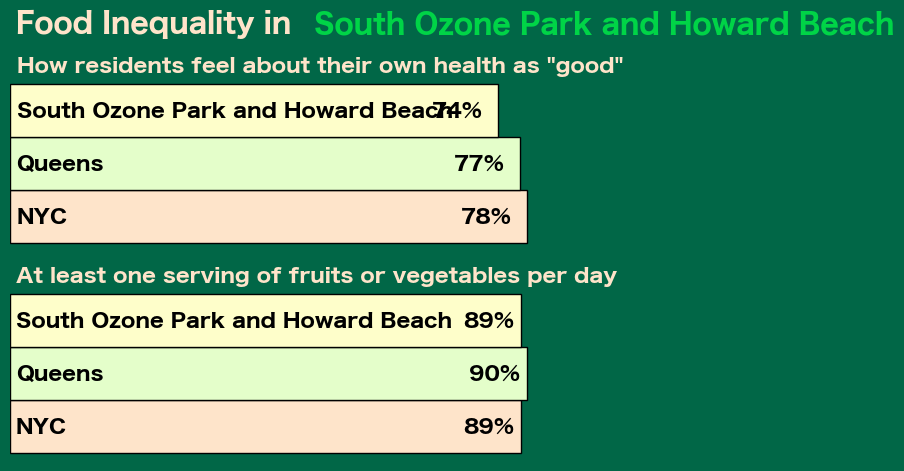 Food Inequality in South Ozone Park and Howard Beach
How residents feel about their own health as "good"
South Ozone Park and Howard Beach 74%
Queens 77%
NYC 78%
At least one serving of fruits or vegetables per day
South Ozone Park and Howard Beach 89%
Queens 90%
NYC 89%